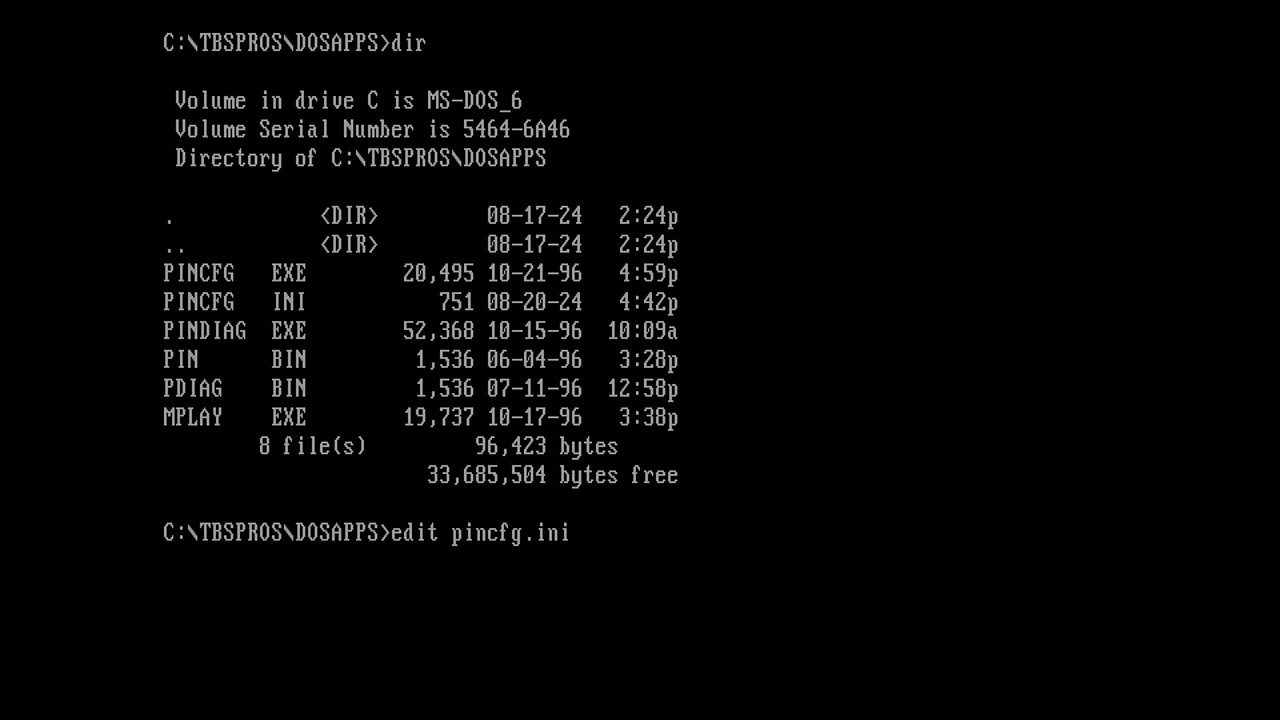 C:\TBSPROS\DOSAPPS>dir
Volume in drive C is MS-DOS_6
Volume Serial Number is 5464-6A46
Directory of C:\TBSPROS\DOSAPPS
. <DIR> 08-17-24 2:24p
.. <DIR> 08-17-24 2:24p
PINCFG EXE 20,495 10-21-96 4:59p
PINCFG INI 751 08-20-24 4:42p
PINDIAG EXE 52,368 10-15-96 10:09a
PIN BIN 1,536 06-04-96 3:28p
PDIAG BIN 1,536 07-11-96 12:58p
MPLAY EXE 19,737 10-17-96 3:38p
8 file(s) 96,423 bytes
33,685,504 bytes free
C:\TBSPROS\DOSAPPS>edit pincfg.ini